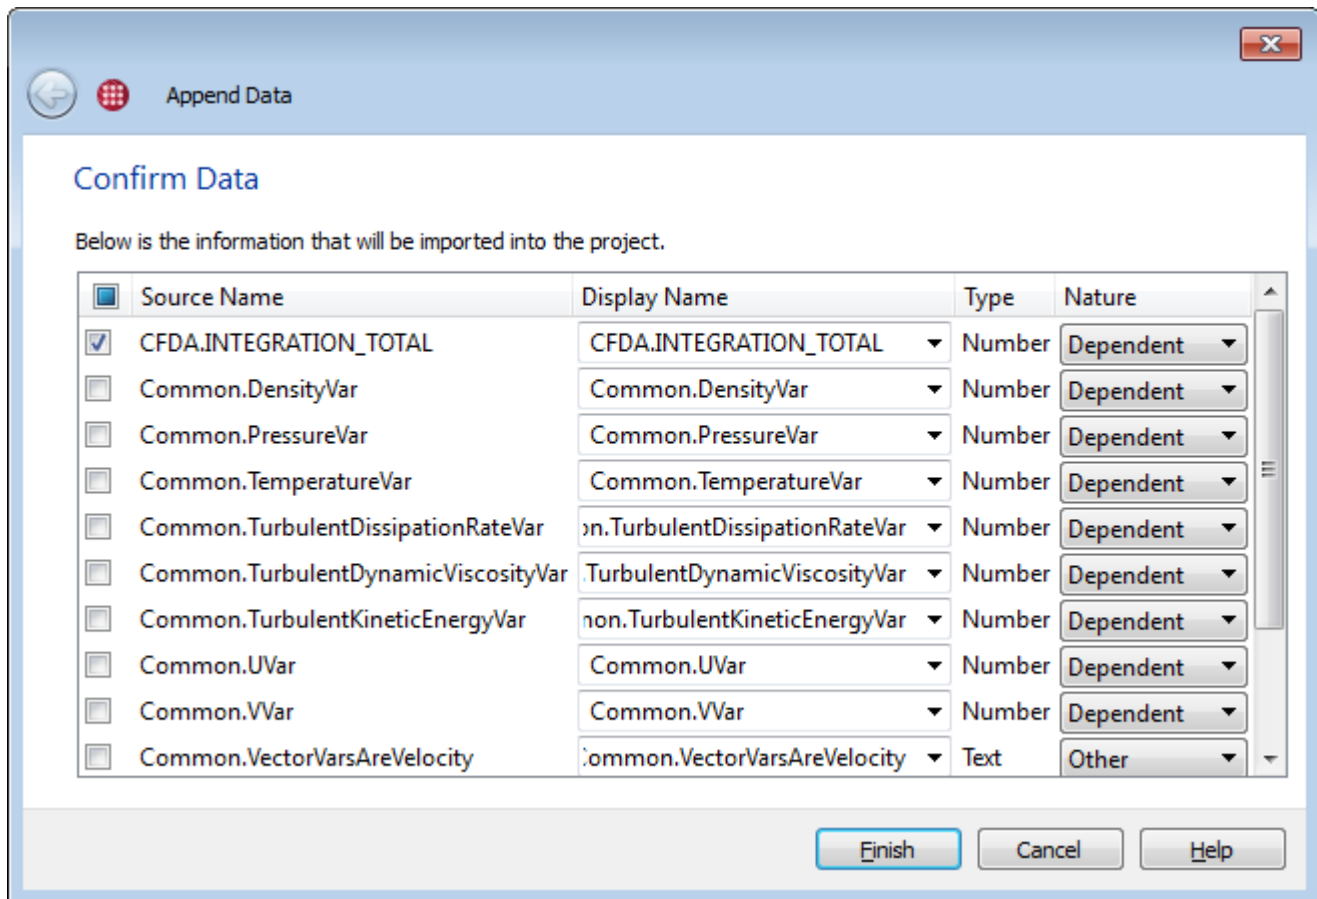 Append Data
Confirm Data
Below is the information that will be imported into the project.
Source Name Display Name Type Nature
CFDA.INTEGRATION_TOTAL CFDA.INTEGRATION_TOTAL Number Dependent
Common.DensityVar Common.DensityVar Number Dependent
Common.PressureVar Common.PressureVar Number Dependent
Common.TemperatureVar Common.TemperatureVar Number Dependent
Common.TurbulentDissipationRateVar on.TurbulentDissipationRateVar Number Dependent
Common.TurbulentDynamicViscosityVar .TurbulentDynamicViscosityVar Number Dependent
Common.TurbulentKineticEnergyVar non.TurbulentKineticEnergyVar Number Dependent
Common.UVar Common.UVar Number Dependent
Common.VVar Common.VVar Number Dependent
Common.VectorVarsAreVelocity Common.VectorVarsAreVelocity Text Other
Finish Cancel Help